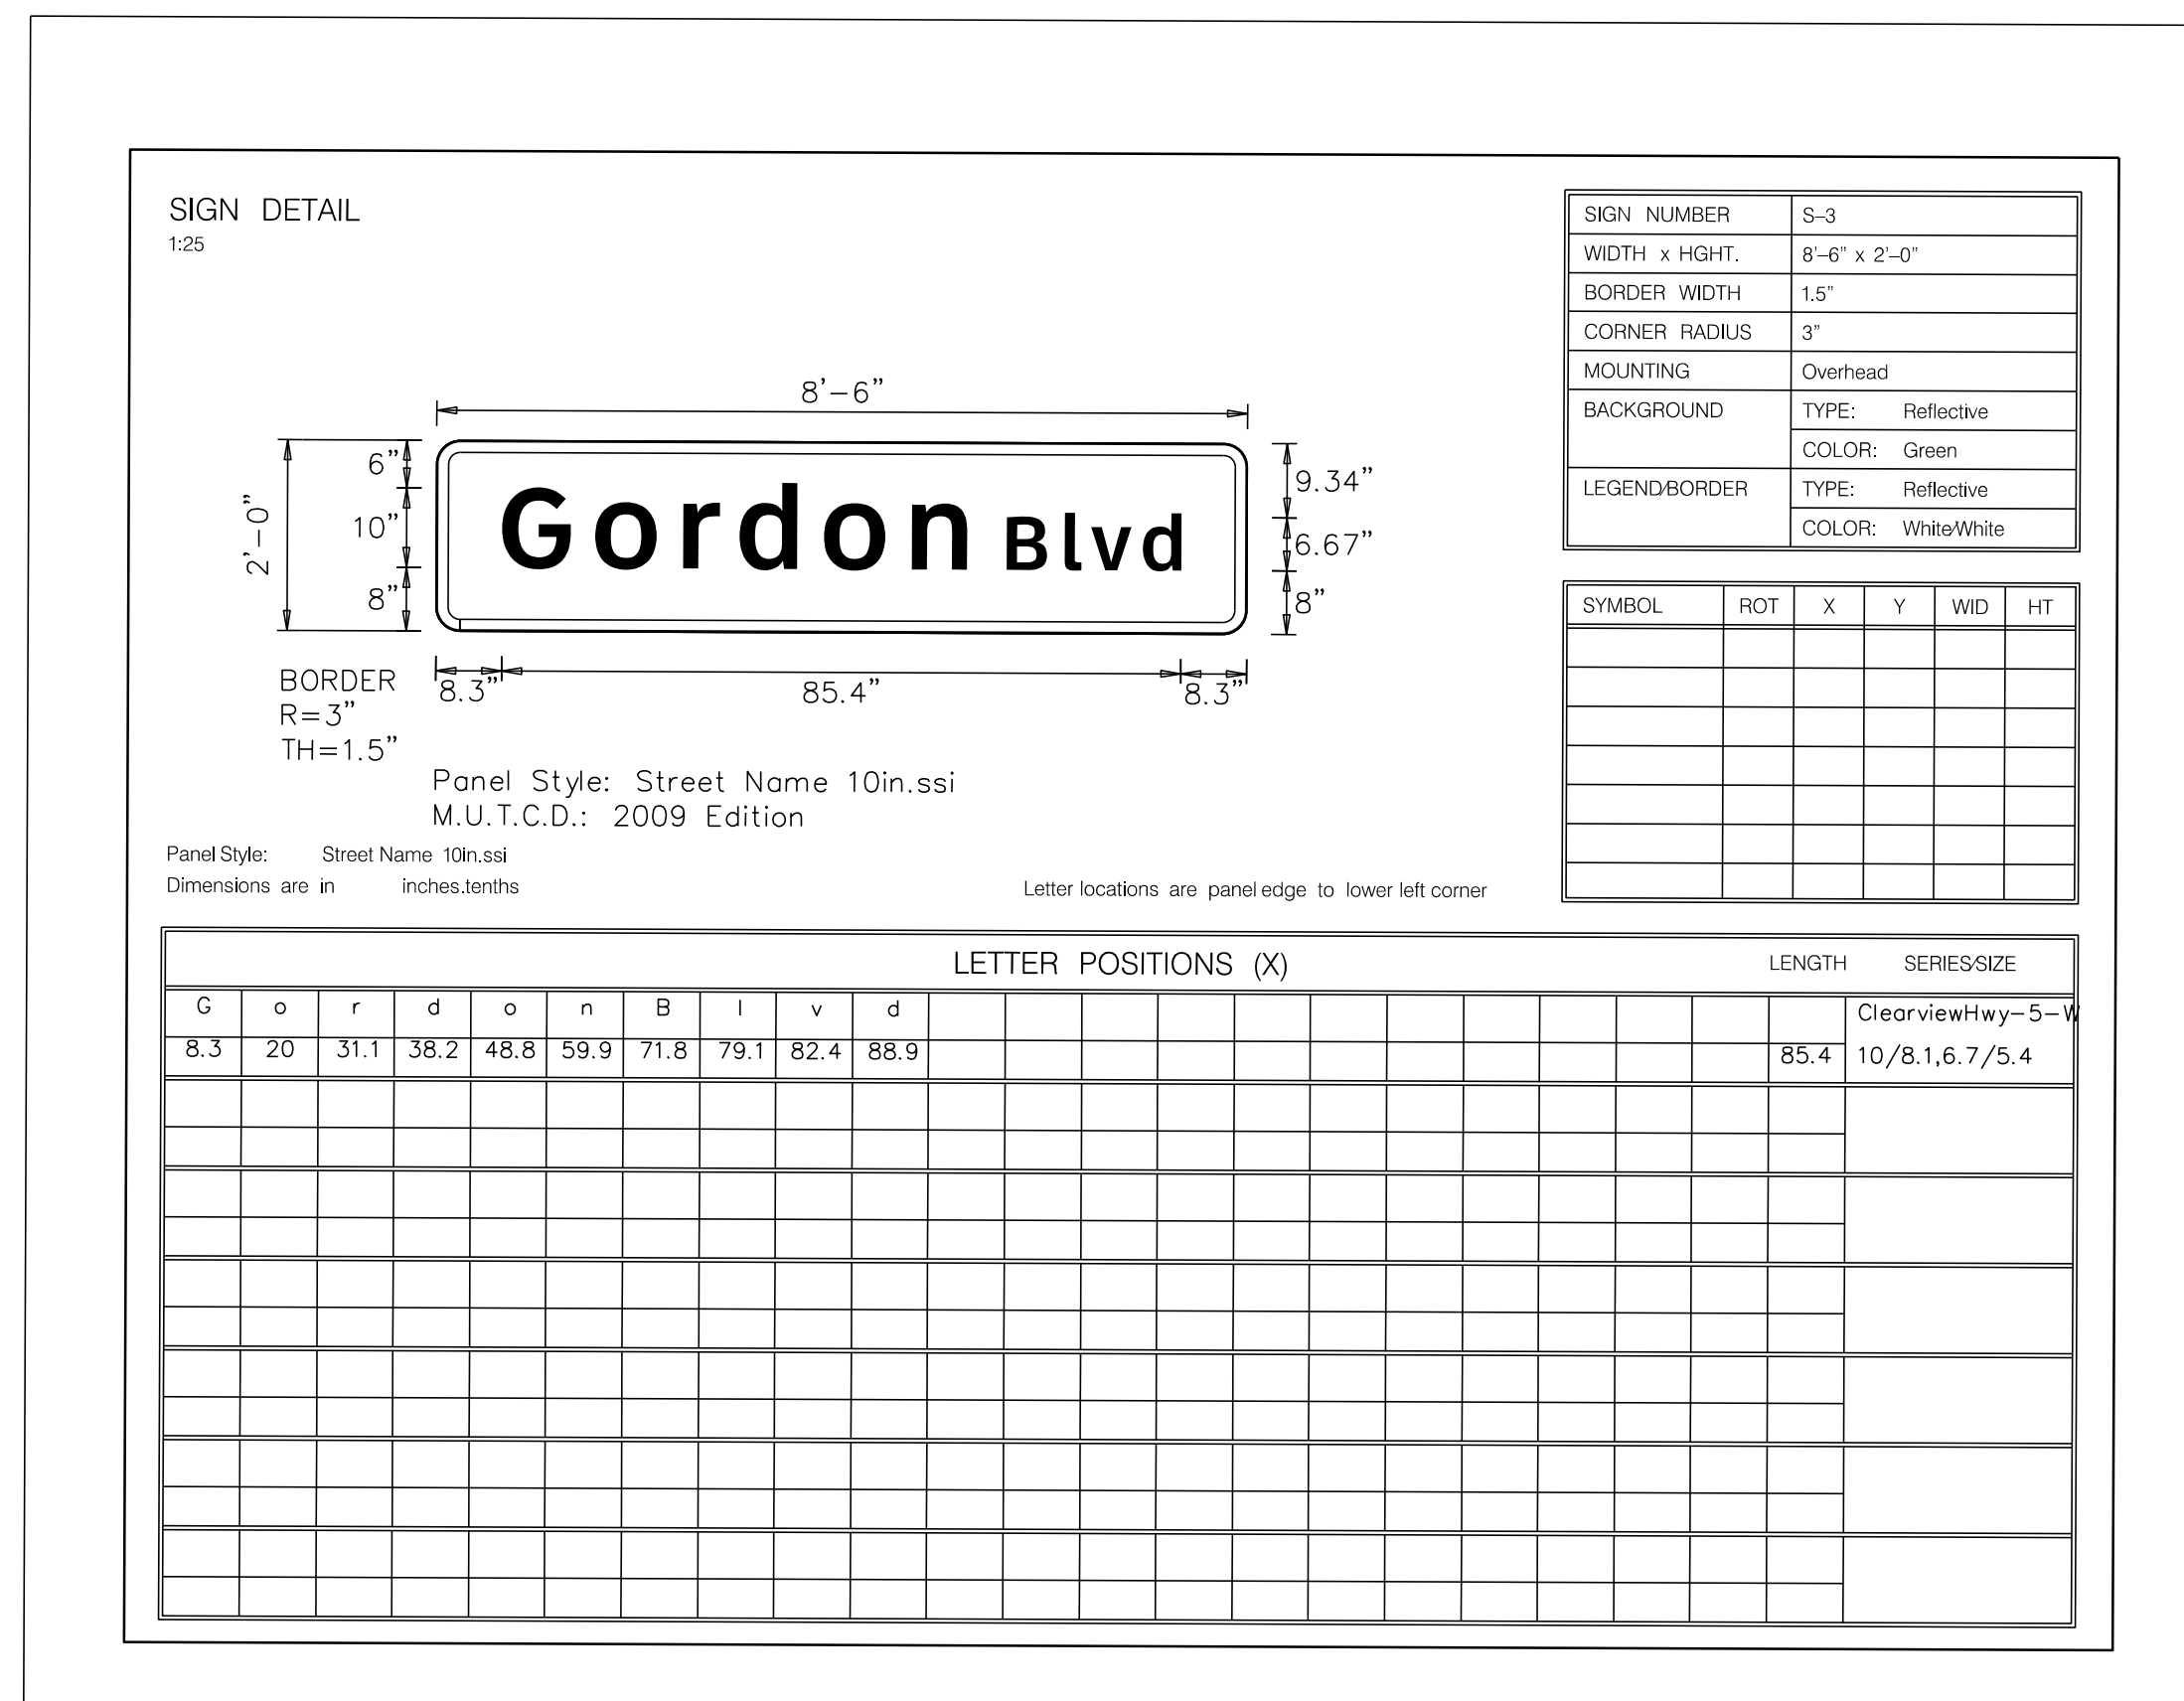 SIGN DETAIL
1:25
8'-6"
2'-0"
6"
10"
8"
Gordon Blvd
9.34"
6.67"
8"
8.3"
85.4"
8.3"
BORDER
R=3"
TH=1.5"
Panel Style: Street Name 10in.ssi
M.U.T.C.D.: 2009 Edition
Panel Style: Street Name 10in.ssi
Dimensions are in inches.tenths
Letter locations are panel edge to lower left corner
SIGN NUMBER S-3
WIDTH x HGHT. 8'-6" x 2'-0"
BORDER WIDTH 1.5"
CORNER RADIUS 3"
MOUNTING Overhead
BACKGROUND TYPE: Reflective
COLOR: Green
LEGEND/BORDER TYPE: Reflective
COLOR: White/White
SYMBOL ROT X Y WID HT
LETTER POSITIONS (X) LENGTH SERIES/SIZE
G o r d o n B l v d ClearviewHwy-5-W
8.3 20 31.1 38.2 48.8 59.9 71.8 79.1 82.4 88.9 85.4 10/8.1,6.7/5.4